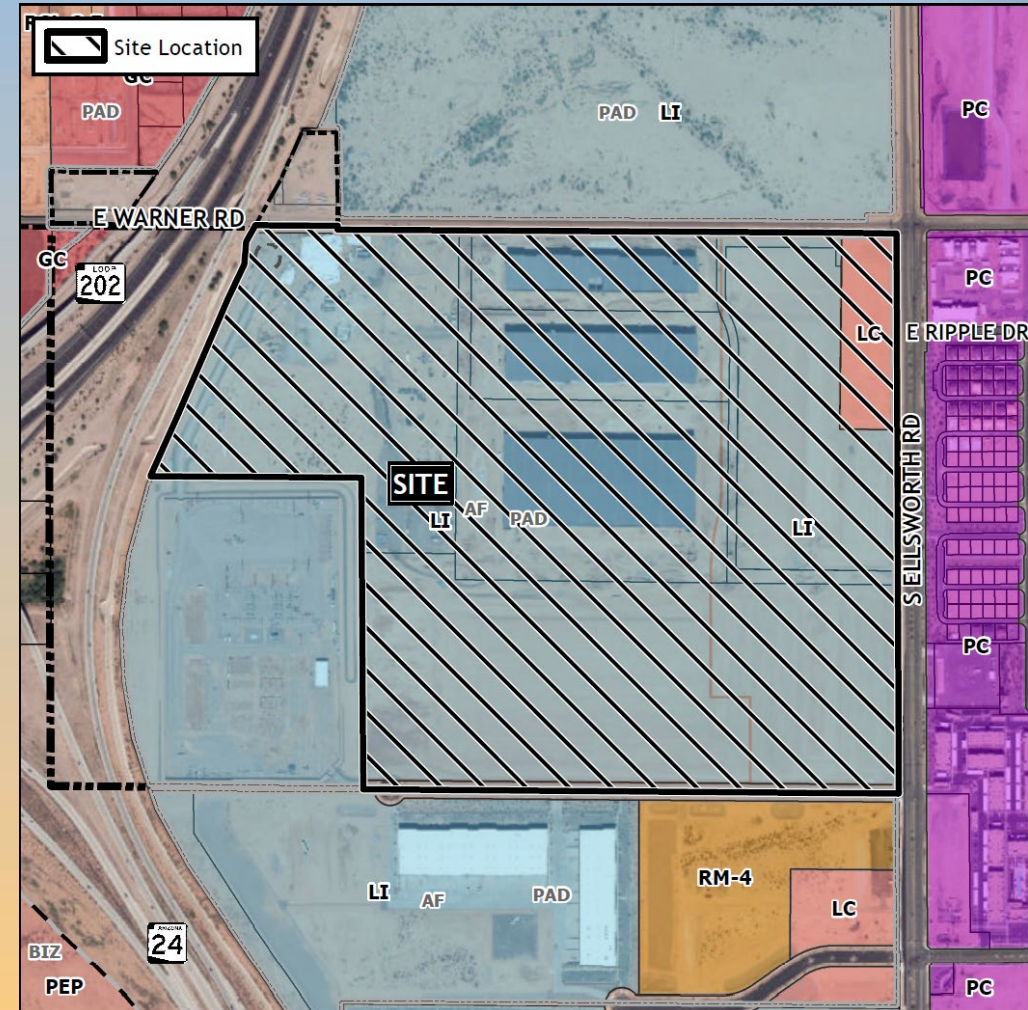 Site Location
GC
PAD
PAD LI
PC
E WARNER RD
GC
LOOP
202
PC
LC
E RIPPLE DR
SITE
LI AF PAD
LI
S ELLSWORTH RD
PC
RM-4
LI AF PAD
LC
ARIZONA
24
BIZ
PEP
PC